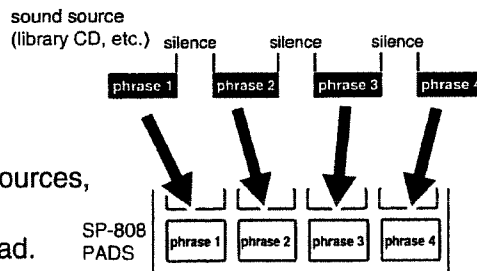 sound source
(library CD, etc.) silence silence silence
phrase 1 phrase 2 phrase 3 phrase 4
ources,
ad.
SP-808
PADS
phrase 1 phrase 2 phrase 3 phrase 4